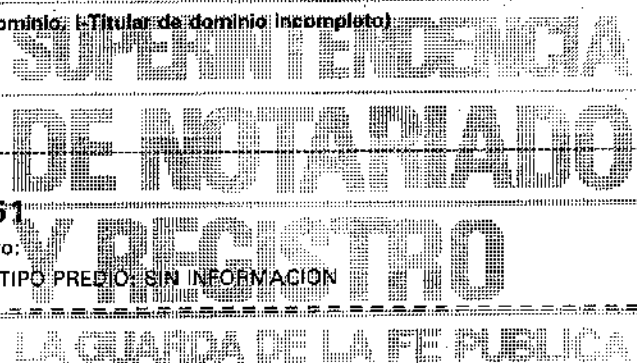 ominio, I-Titular de dominio incompleto)
SUPERINTENDENCIA
DE NOTARIADO
51
Y REGISTRO
o:
TIPO PREDIO: SIN INFORMACION
LA GUARDA DE LA FE PUBLICA